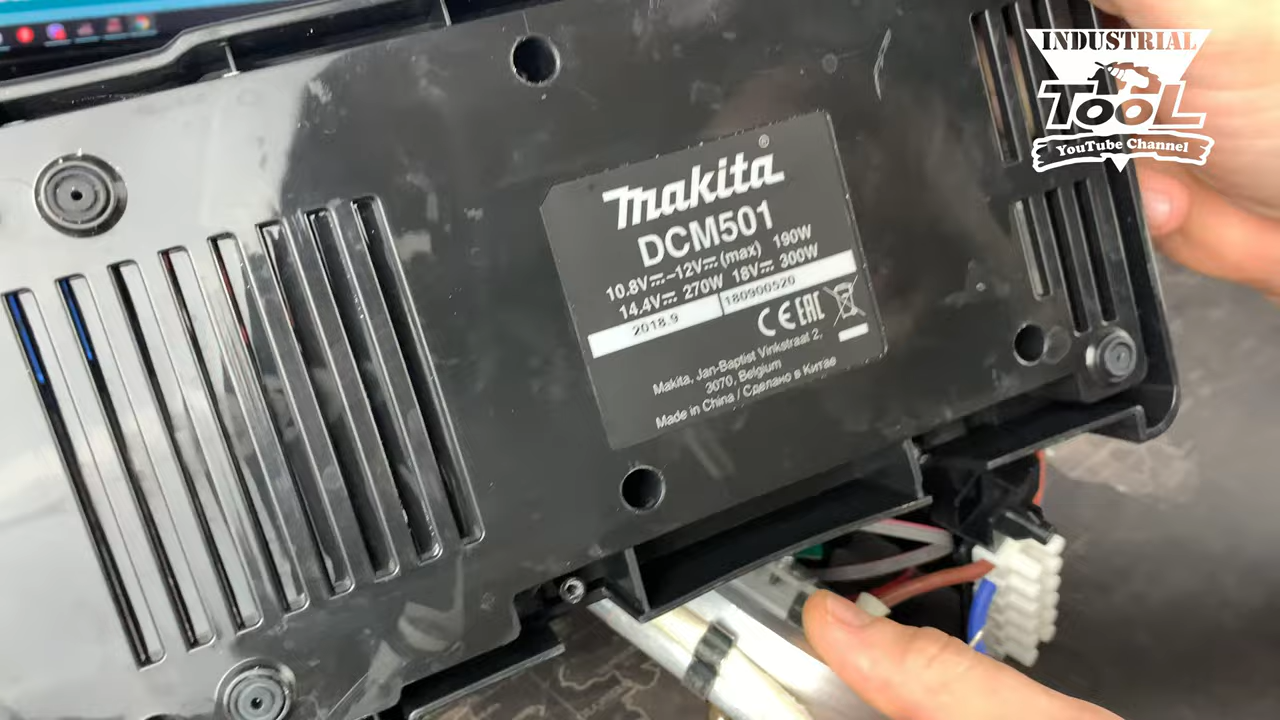 INDUSTRIAL
TooL
YouTube Channel
makita®
DCM501
10.8V⎓–12V⎓(max) 190W
14.4V⎓ 270W 18V⎓ 300W
2018.9 180900520
CE EAC
Makita, Jan-Baptist Vinkstraat 2,
3070, Belgium
Made in China / Сделано в Китае